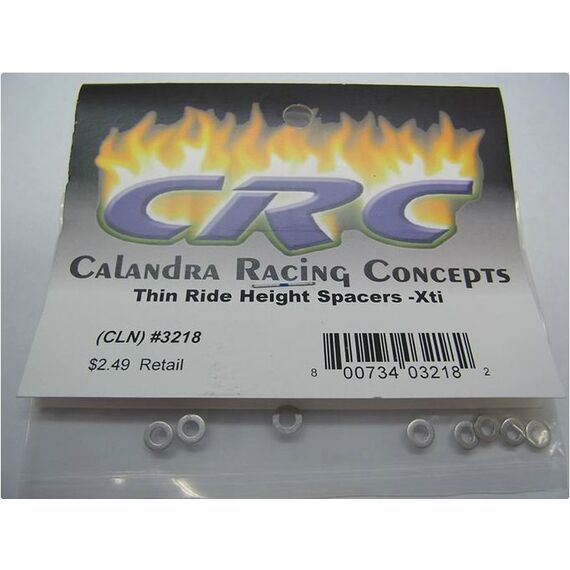 CRC
Calandra Racing Concepts
Thin Ride Height Spacers -Xti
(CLN) #3218
$2.49 Retail
8 00734 03218 2